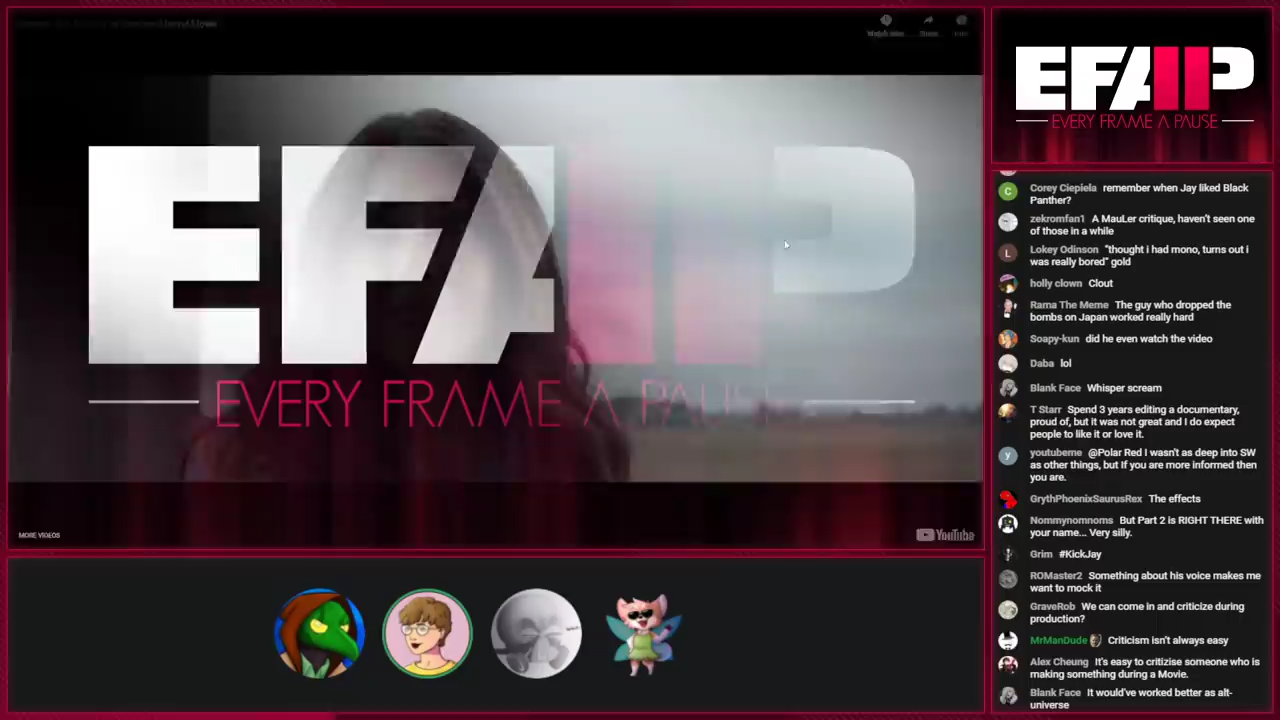 Watch later
Share
EFAP
EVERY FRAME A PAUSE
MORE VIDEOS
YouTube
EFAP
EVERY FRAME A PAUSE
Corey Ciepiela remember when Jay liked Black
Panther?
zekromfan1 A MauLer critique, haven't seen one
of those in a while
Lokey Odinson "thought i had mono, turns out i
was really bored" gold
holly clown Clout
Rama The Meme The guy who dropped the
bombs on Japan worked really hard
Soapy-kun did he even watch the video
Daba lol
Blank Face Whisper scream
T Starr Spend 3 years editing a documentary,
proud of, but it was not great and I do expect
people to like it or love it.
youtubeme @Polar Red I wasn't as deep into SW
as other things, but If you are more informed then
you are.
GrythPhoenixSaurusRex The effects
Nommynomnoms But Part 2 is RIGHT THERE with
your name... Very silly.
Grim #KickJay
ROMaster2 Something about his voice makes me
want to mock it
GraveRob We can come in and criticize during
production?
MrManDude Criticism isn't always easy
Alex Cheung It's easy to critizise someone who is
making something during a Movie.
Blank Face It would've worked better as alt-
universe